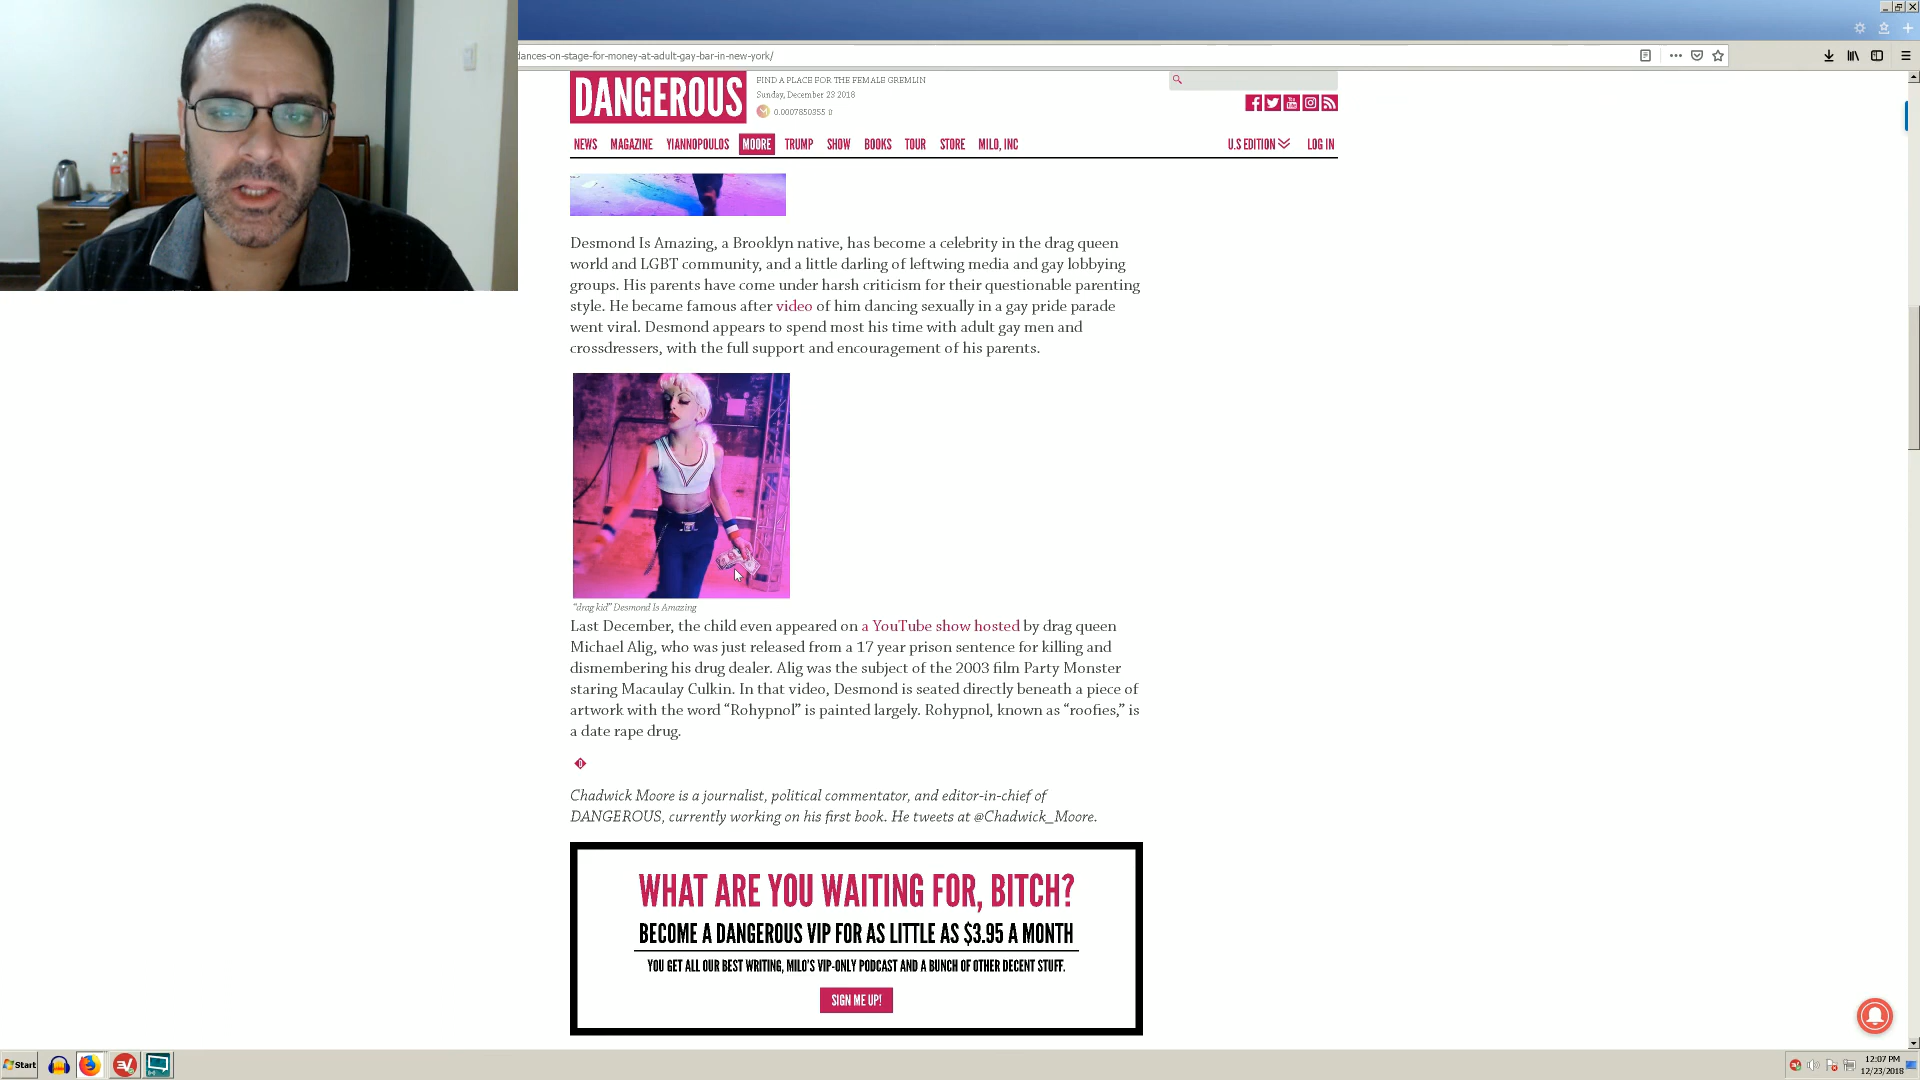 dances-on-stage-for-money-at-adult-gay-bar-in-new-york/
DANGEROUS
FIND A PLACE FOR THE FEMALE GREMLIN
Sunday, December 23 2018
0.0007850355 ¤
NEWS MAGAZINE YIANNOPOULOS MOORE TRUMP SHOW BOOKS TOUR STORE MILO, INC U.S EDITION LOG IN
Desmond Is Amazing, a Brooklyn native, has become a celebrity in the drag queen
world and LGBT community, and a little darling of leftwing media and gay lobbying
groups. His parents have come under harsh criticism for their questionable parenting
style. He became famous after video of him dancing sexually in a gay pride parade
went viral. Desmond appears to spend most his time with adult gay men and
crossdressers, with the full support and encouragement of his parents.
"drag kid" Desmond Is Amazing
Last December, the child even appeared on a YouTube show hosted by drag queen
Michael Alig, who was just released from a 17 year prison sentence for killing and
dismembering his drug dealer. Alig was the subject of the 2003 film Party Monster
staring Macaulay Culkin. In that video, Desmond is seated directly beneath a piece of
artwork with the word “Rohypnol” is painted largely. Rohypnol, known as “roofies,” is
a date rape drug.
Chadwick Moore is a journalist, political commentator, and editor-in-chief of
DANGEROUS, currently working on his first book. He tweets at @Chadwick_Moore.
WHAT ARE YOU WAITING FOR, BITCH?
BECOME A DANGEROUS VIP FOR AS LITTLE AS $3.95 A MONTH
YOU GET ALL OUR BEST WRITING, MILO'S VIP-ONLY PODCAST AND A BUNCH OF OTHER DECENT STUFF.
SIGN ME UP!
Start
12:07 PM
12/23/2018